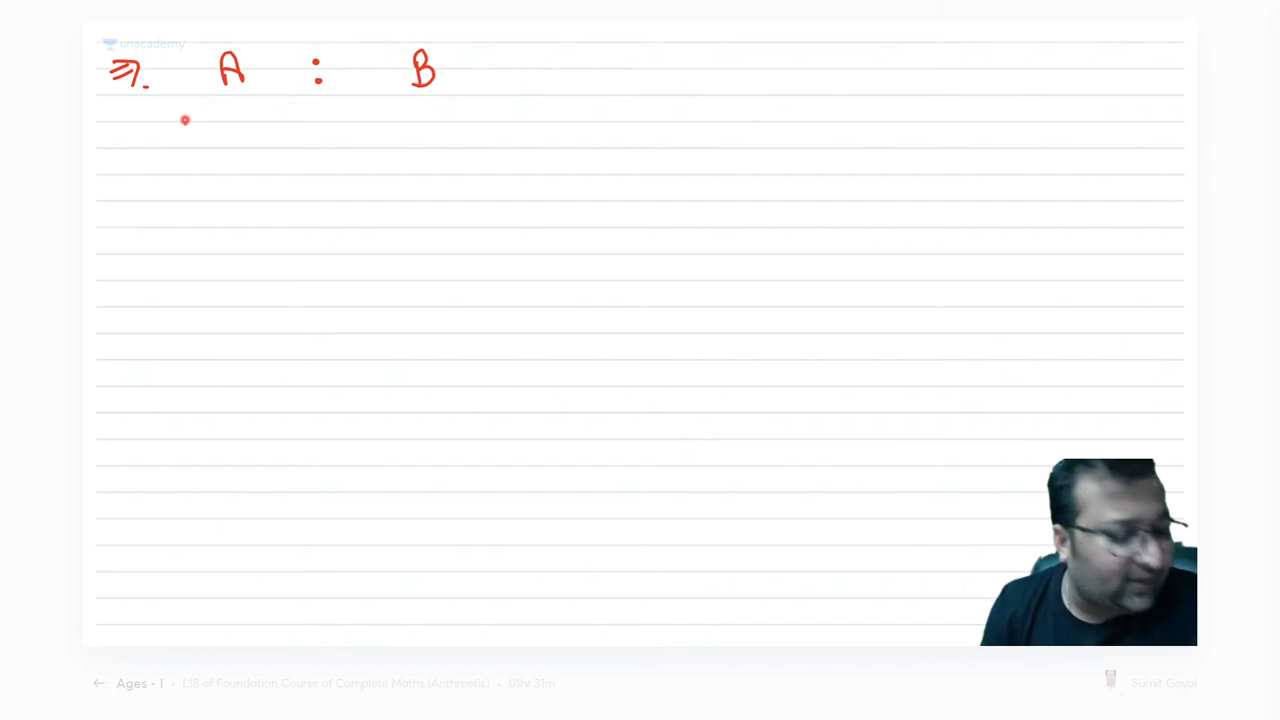 unacademy
⇒. A : B
← Ages - I • L18 of Foundation Course of Complete Maths (Arithmetic) • 01hr 31m
Sumit Goyal